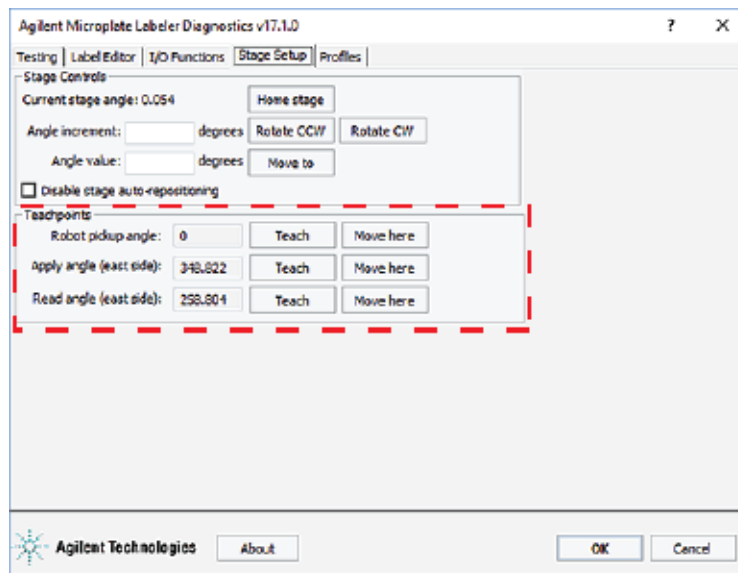 Agilent Microplate Labeler Diagnostics v17.1.0 ? X
Testing Label Editor I/O Functions Stage Setup Profiles
Stage Controls
Current stage angle: 0.054 Home stage
Angle increment: degrees Rotate CCW Rotate CW
Angle value: degrees Move to
Disable stage auto-repositioning
Teachpoints
Robot pickup angle: 0 Teach Move here
Apply angle (east side): 348.822 Teach Move here
Read angle (east side): 258.804 Teach Move here
Agilent Technologies About OK Cancel